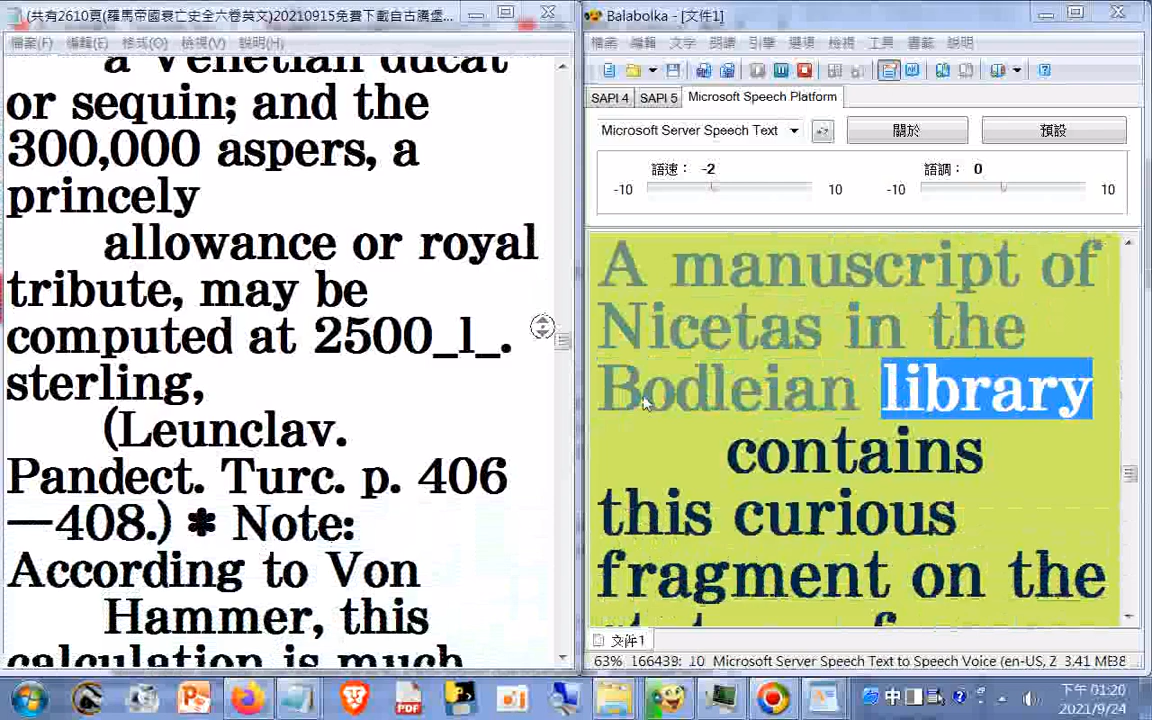 (共有2610頁(羅馬帝國衰亡史全六卷英文)20210915免費下載自古騰堡...
檔案(F) 編輯(E) 格式(O) 檢視(V) 說明(H)
a Venetian ducat
or sequin; and the
300,000 aspers, a
princely
allowance or royal
tribute, may be
computed at 2500_l_.
sterling,
(Leunclav.
Pandect. Turc. p. 406
—408.) * Note:
According to Von
Hammer, this
calculation is much
Balabolka - [文件1]
檔案 編輯 文字 朗讀 引擎 選項 檢視 工具 書籤 說明
SAPI 4 SAPI 5 Microsoft Speech Platform
Microsoft Server Speech Text 關於 預設
語速： -2 語調： 0
-10 10 -10 10
A manuscript of
Nicetas in the
Bodleian library
contains
this curious
fragment on the
文件1
63% 166439: 10 Microsoft Server Speech Text to Speech Voice (en-US, Z 3.41 MB
中
下午 01:20
2021/9/24